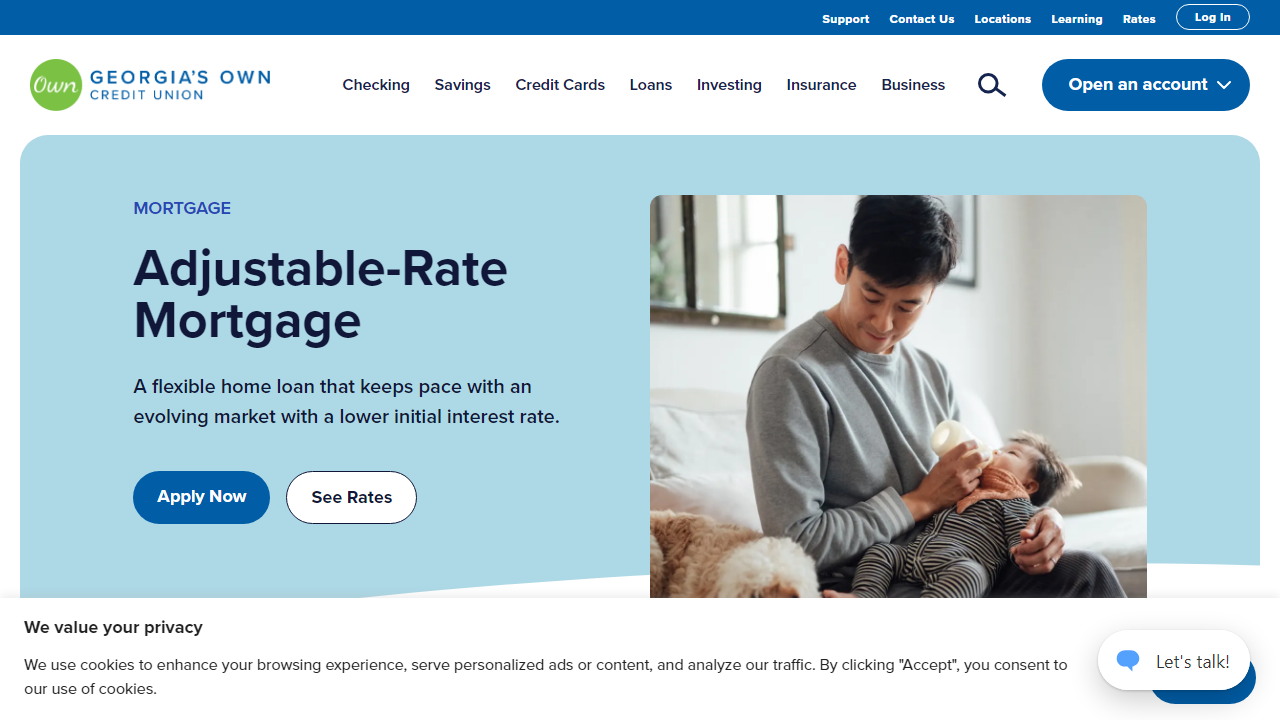 Support Contact Us Locations Learning Rates Log In
Own GEORGIA'S OWN
CREDIT UNION
Checking Savings Credit Cards Loans Investing Insurance Business
Open an account
MORTGAGE
Adjustable-Rate
Mortgage
A flexible home loan that keeps pace with an
evolving market with a lower initial interest rate.
Apply Now See Rates
We value your privacy
We use cookies to enhance your browsing experience, serve personalized ads or content, and analyze our traffic. By clicking "Accept", you consent to
our use of cookies.
Let's talk!